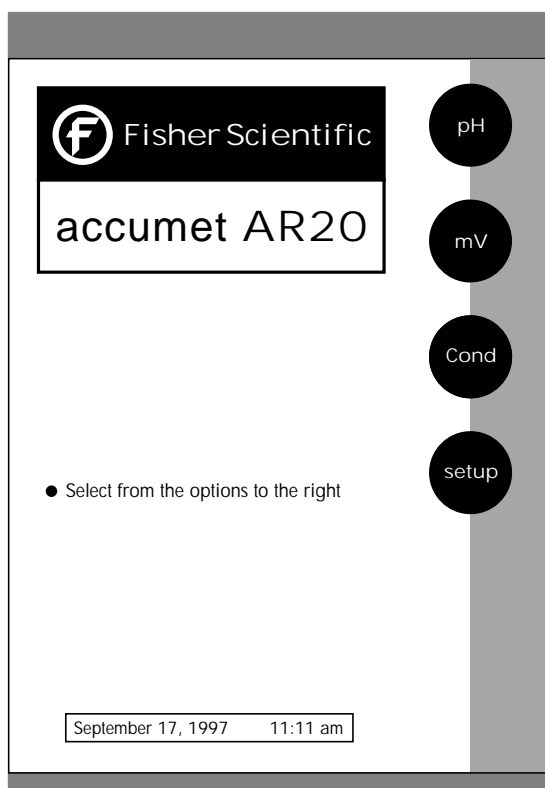 Fisher Scientific
accumet AR20
pH
mV
Cond
setup
● Select from the options to the right
September 17, 1997 11:11 am